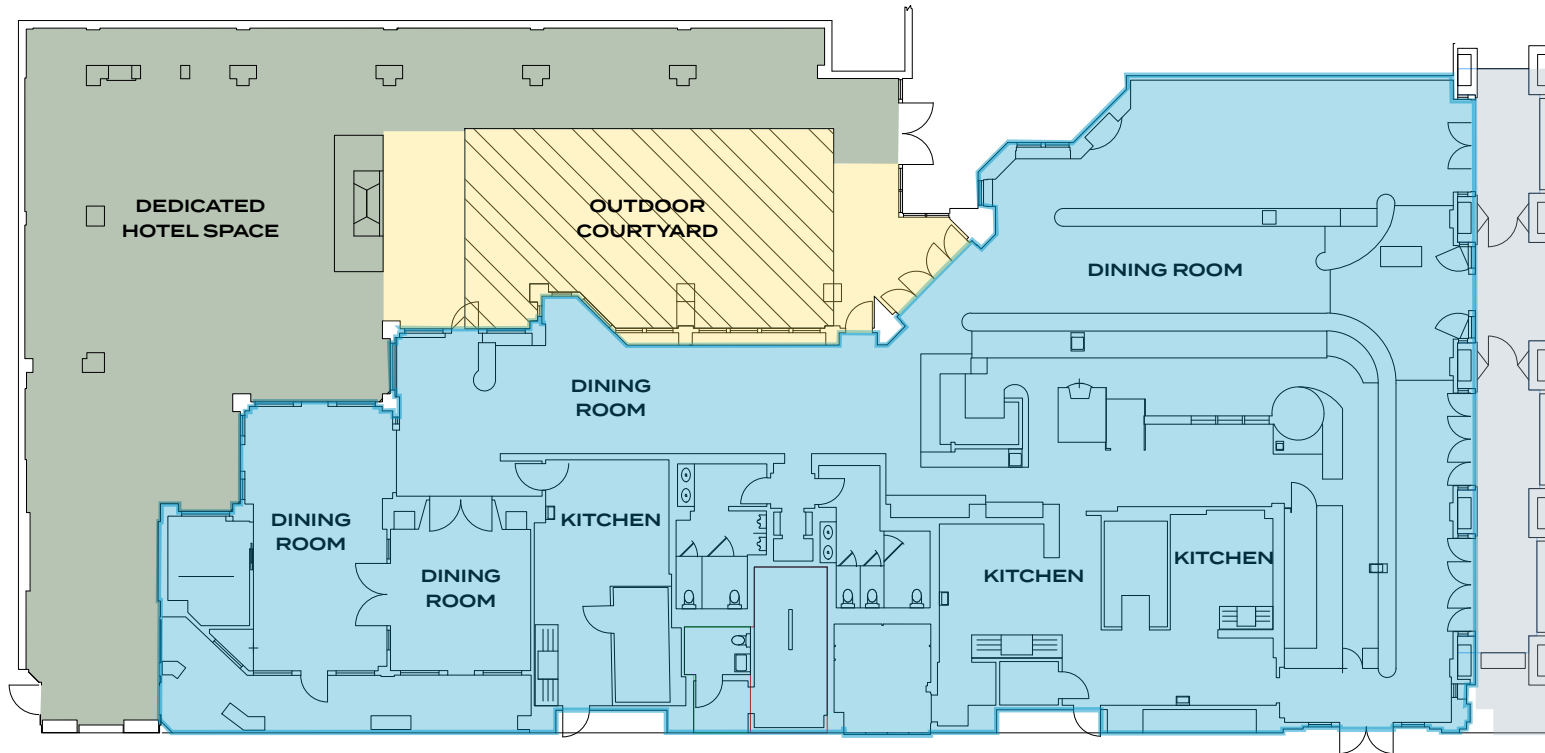 DEDICATED
HOTEL SPACE
OUTDOOR
COURTYARD
DINING ROOM
DINING
ROOM
DINING
ROOM
KITCHEN
DINING
ROOM
KITCHEN
KITCHEN